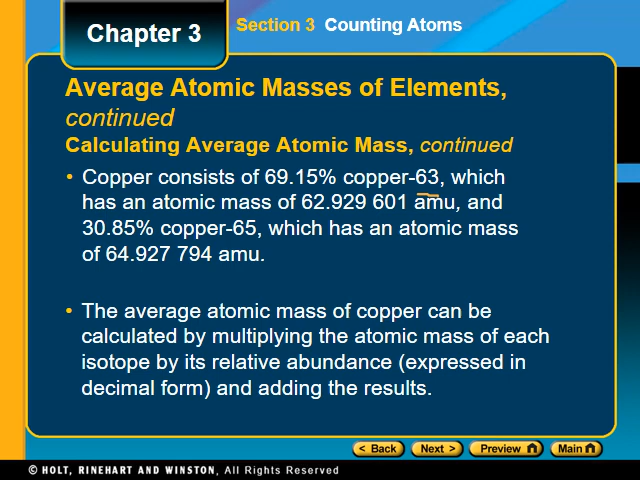 Chapter 3
Section 3 Counting Atoms
Average Atomic Masses of Elements,
continued
Calculating Average Atomic Mass, continued
• Copper consists of 69.15% copper-63, which
has an atomic mass of 62.929 601 amu, and
30.85% copper-65, which has an atomic mass
of 64.927 794 amu.
• The average atomic mass of copper can be
calculated by multiplying the atomic mass of each
isotope by its relative abundance (expressed in
decimal form) and adding the results.
< Back Next > Preview Main
© HOLT, RINEHART AND WINSTON, All Rights Reserved